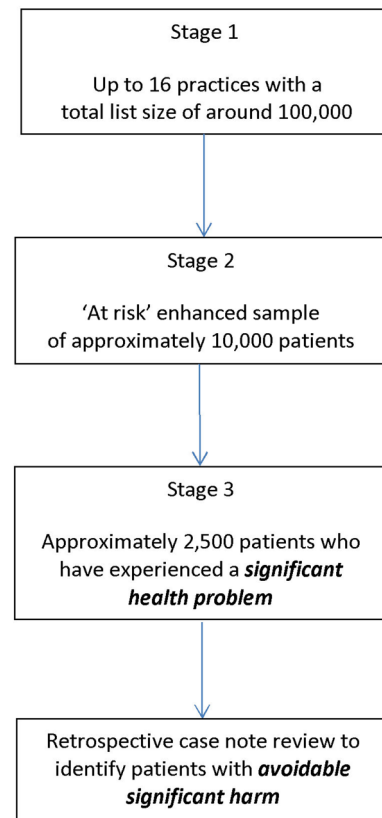 Stage 1
Up to 16 practices with a
total list size of around 100,000
Stage 2
‘At risk’ enhanced sample
of approximately 10,000 patients
Stage 3
Approximately 2,500 patients who
have experienced a significant
health problem
Retrospective case note review to
identify patients with avoidable
significant harm